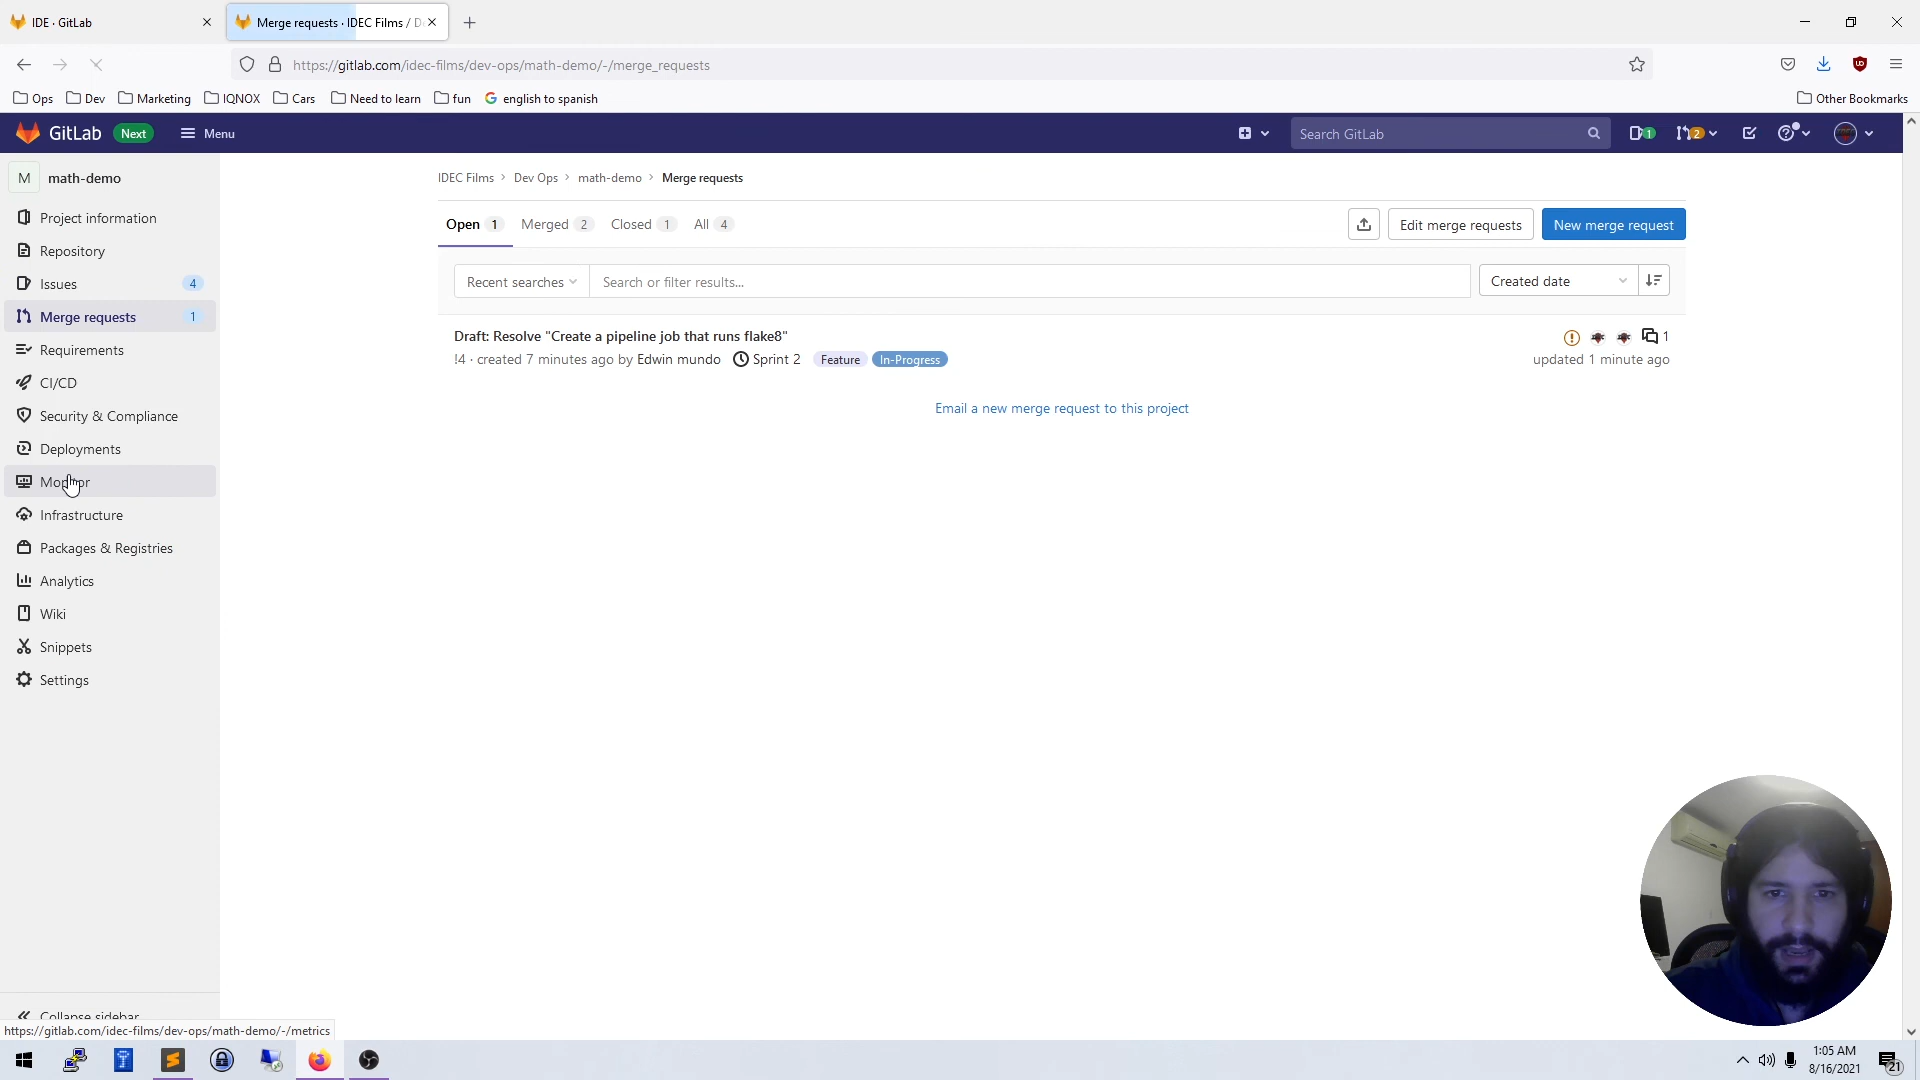 IDE · GitLab
Merge requests · IDEC Films / D
https://gitlab.com/idec-films/dev-ops/math-demo/-/merge_requests
Ops
Dev
Marketing
IQNOX
Cars
Need to learn
fun
english to spanish
Other Bookmarks
GitLab
Next
Menu
Search GitLab
1
2
M
math-demo
Project information
Repository
Issues 4
Merge requests 1
Requirements
CI/CD
Security & Compliance
Deployments
Monitor
Infrastructure
Packages & Registries
Analytics
Wiki
Snippets
Settings
Collapse sidebar
IDEC Films > Dev Ops > math-demo > Merge requests
Open 1 Merged 2 Closed 1 All 4
Edit merge requests
New merge request
Recent searches
Search or filter results...
Created date
Draft: Resolve "Create a pipeline job that runs flake8"
1
!4 · created 7 minutes ago by Edwin mundo Sprint 2 Feature In-Progress
updated 1 minute ago
Email a new merge request to this project
https://gitlab.com/idec-films/dev-ops/math-demo/-/metrics
1:05 AM
8/16/2021
21